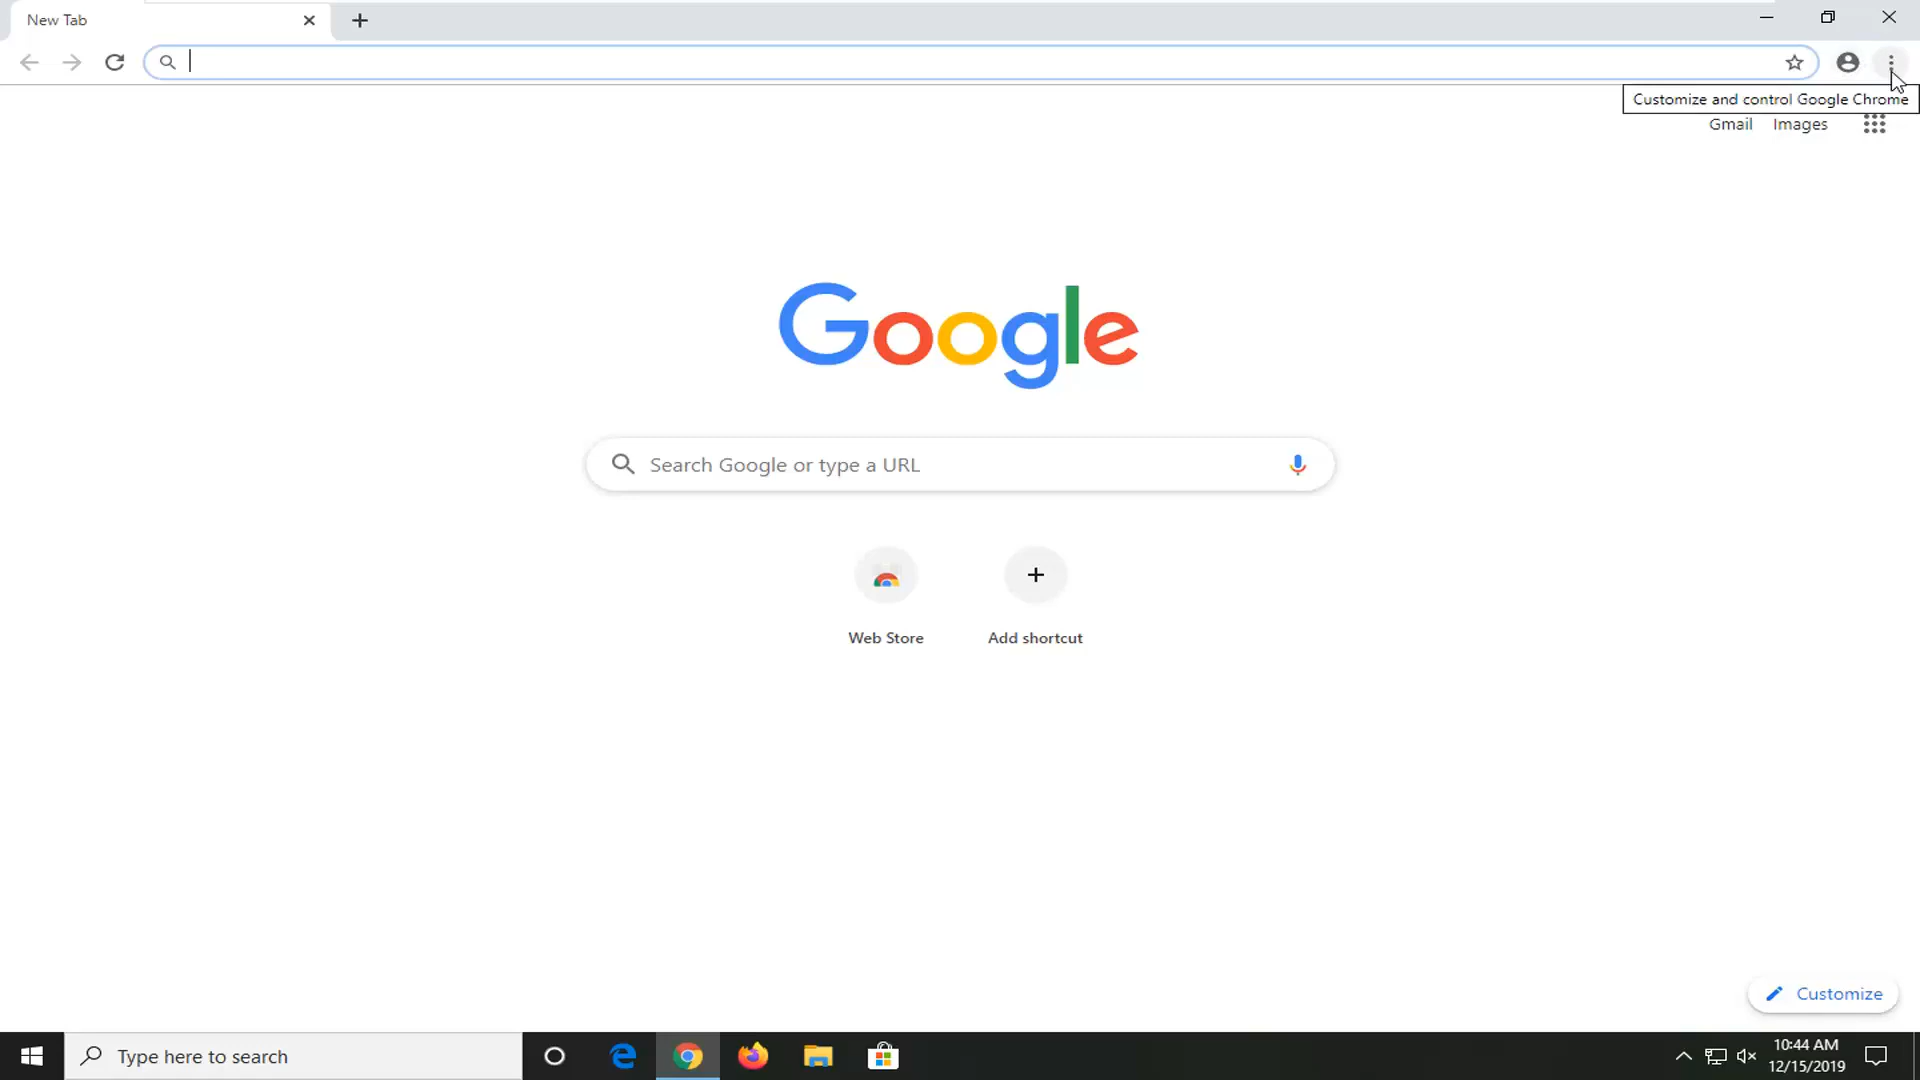 New Tab
Customize and control Google Chrome
Gmail Images
Google
Search Google or type a URL
Web Store Add shortcut
Customize
Type here to search
10:44 AM
12/15/2019